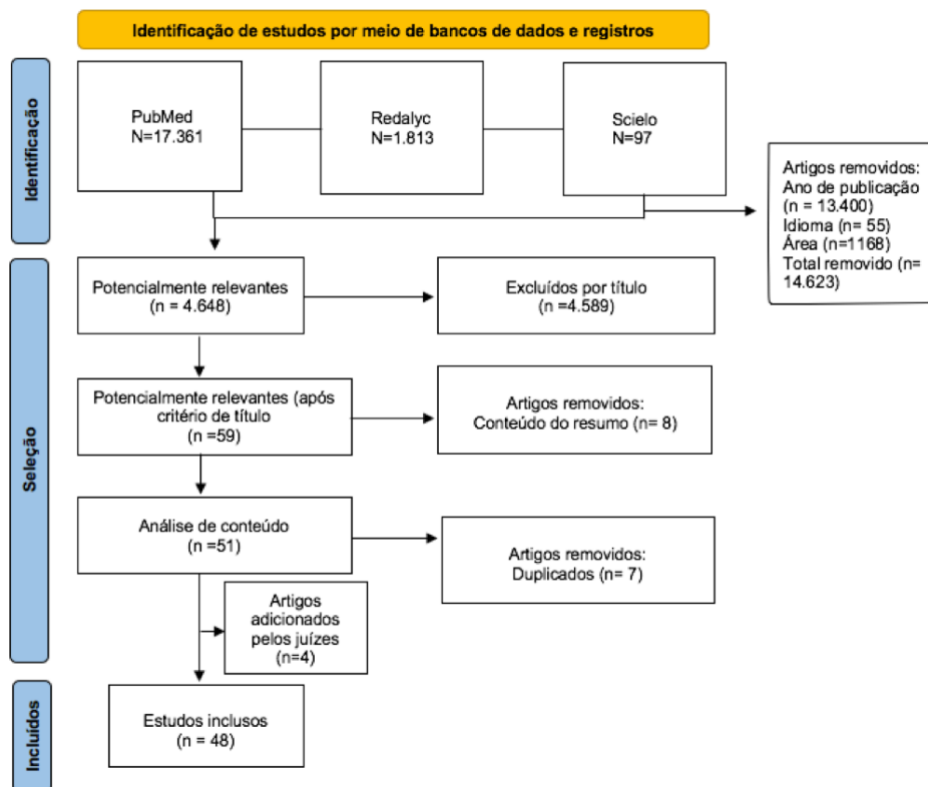 Identificação de estudos por meio de bancos de dados e registros
Identificação
PubMed
N=17.361
Redalyc
N=1.813
Scielo
N=97
Artigos removidos:
Ano de publicação
(n = 13.400)
Idioma (n= 55)
Área (n=1168)
Total removido (n=
14.623)
Seleção
Potencialmente relevantes
(n = 4.648)
Excluídos por título
(n =4.589)
Potencialmente relevantes (após
critério de título
(n =59)
Artigos removidos:
Conteúdo do resumo (n= 8)
Análise de conteúdo
(n =51)
Artigos removidos:
Duplicados (n= 7)
Artigos
adicionados
pelos juízes
(n=4)
Incluídos
Estudos inclusos
(n = 48)